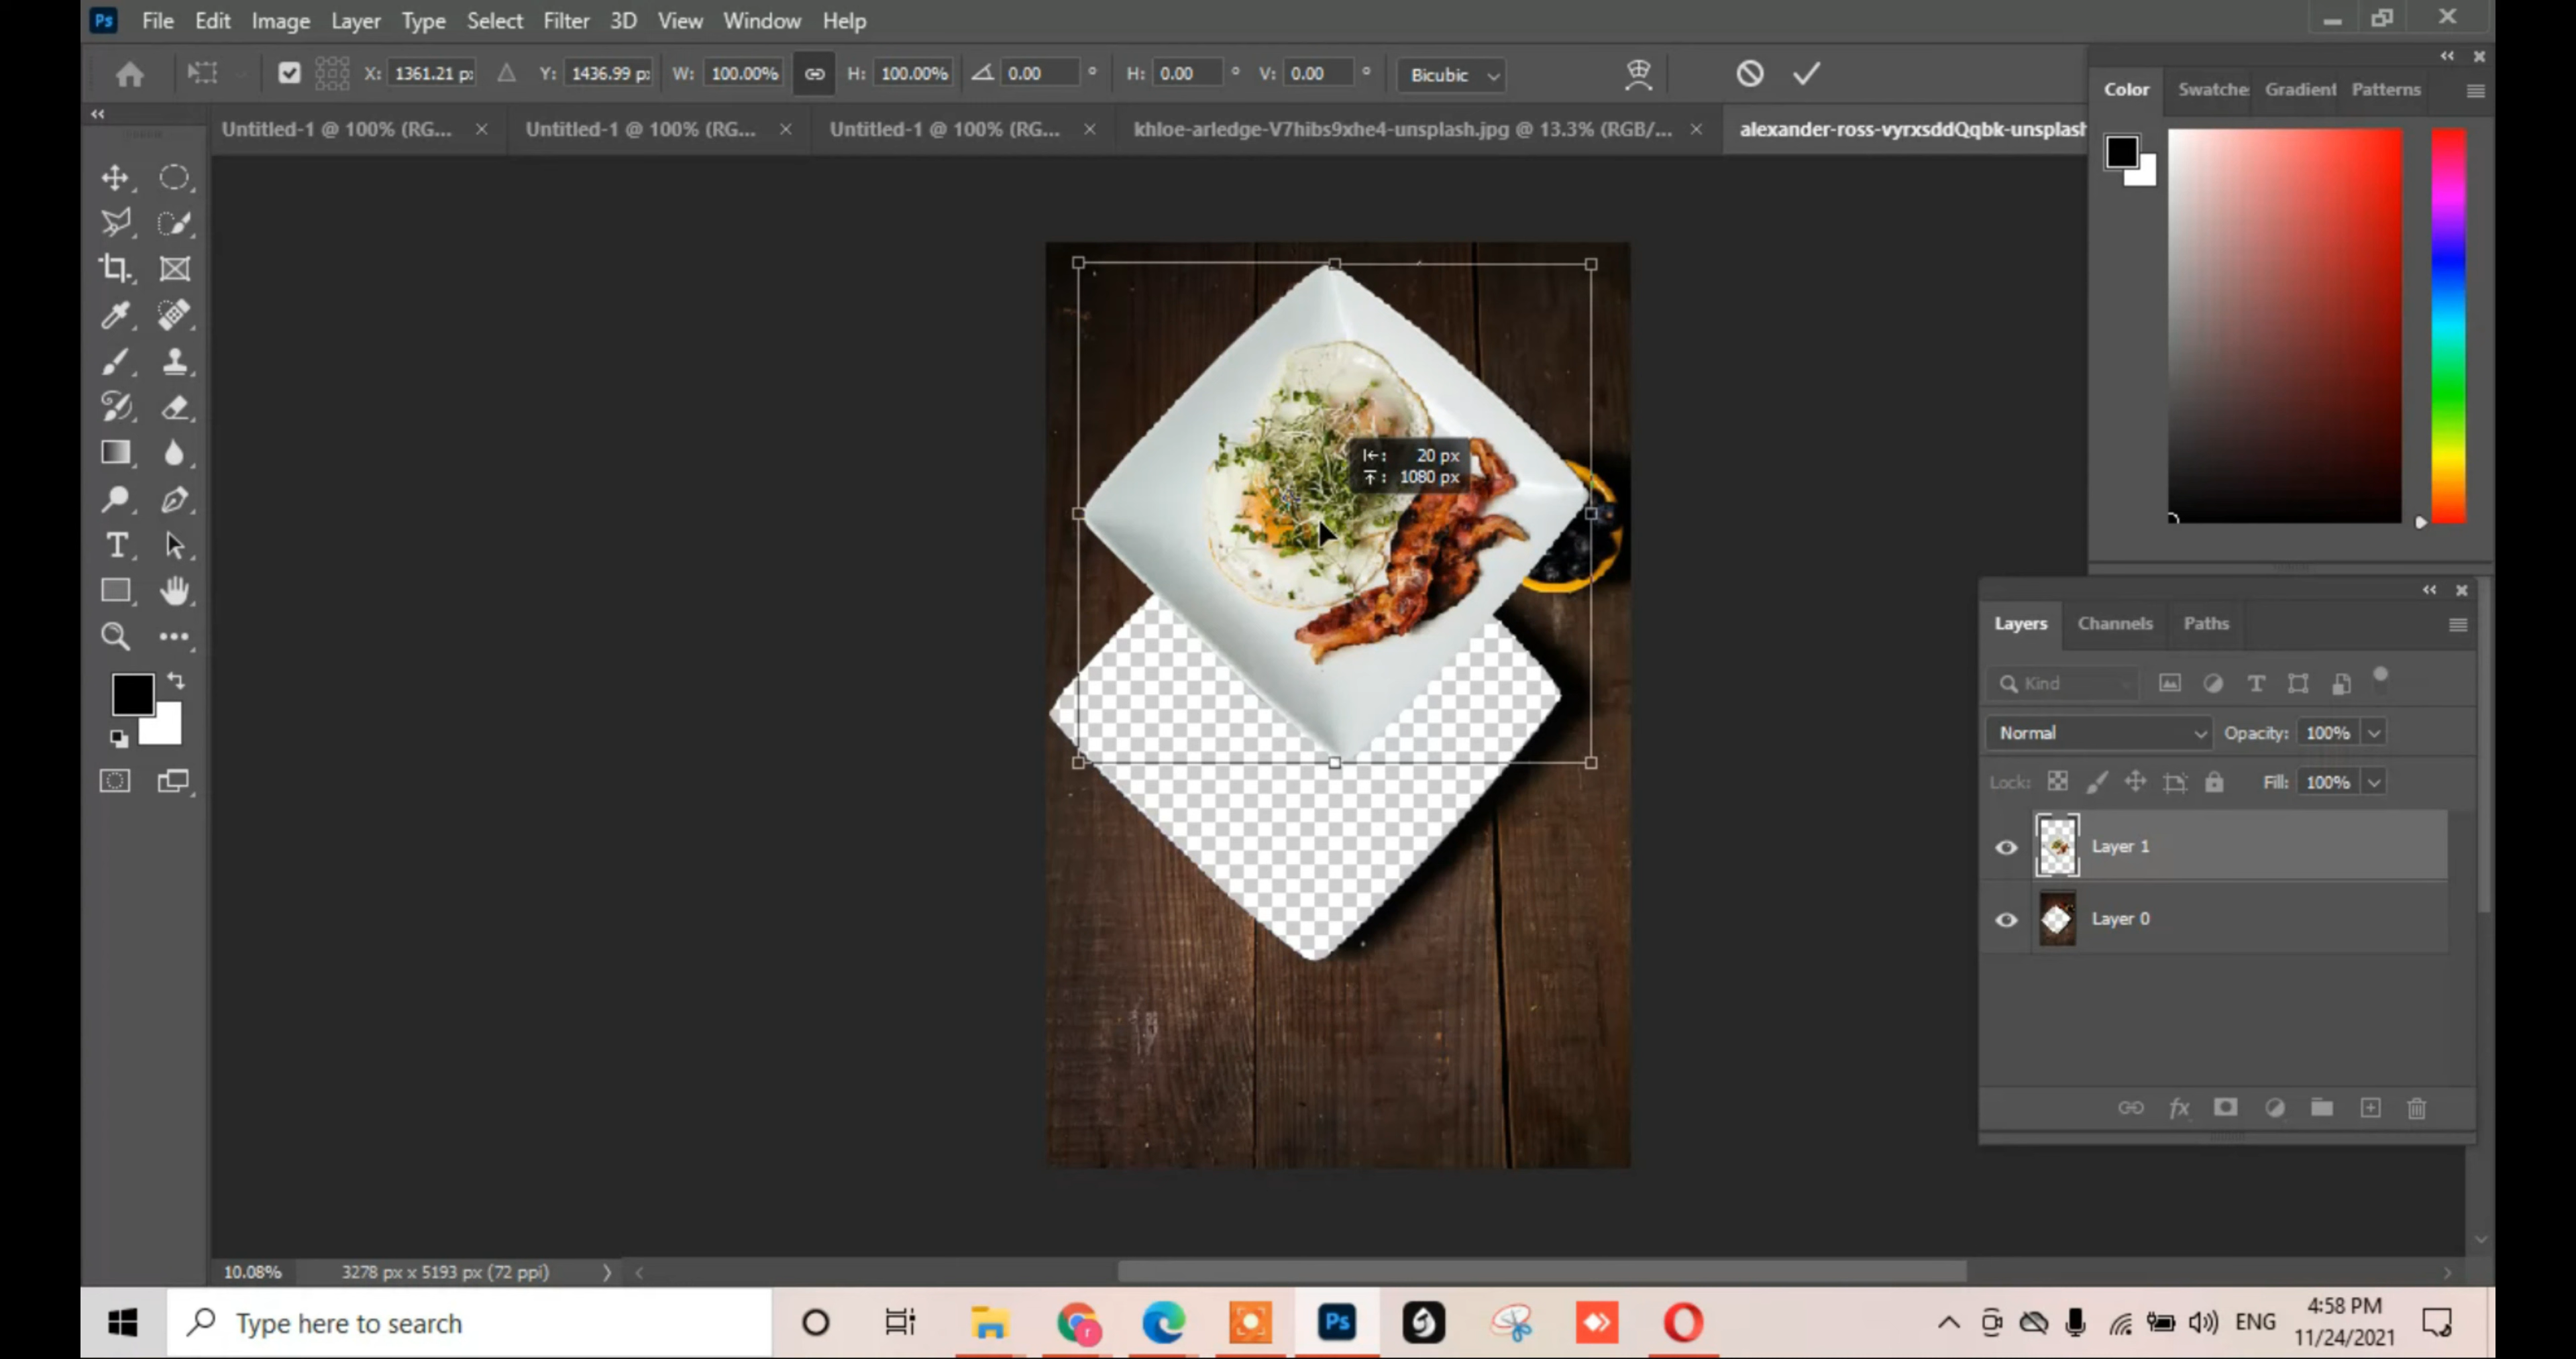 Ps File Edit Image Layer Type Select Filter 3D View Window Help
X: 1361.21 p: Y: 1436.99 p: W: 100.00% H: 100.00% 0.00 ° H: 0.00 ° V: 0.00 ° Bicubic
Untitled-1 @ 100% (RG... × Untitled-1 @ 100% (RG... × Untitled-1 @ 100% (RG... × khloe-arledge-V7hibs9xhe4-unsplash.jpg @ 13.3% (RGB/... × alexander-ross-vyrxsddQqbk-unsplash
Color Swatche Gradient Patterns
20 px
1080 px
Layers Channels Paths
Kind
Normal Opacity: 100%
Lock: Fill: 100%
Layer 1
Layer 0
fx
10.08% 3278 px x 5193 px (72 ppi)
Type here to search
Ps
r
ENG
4:58 PM
11/24/2021